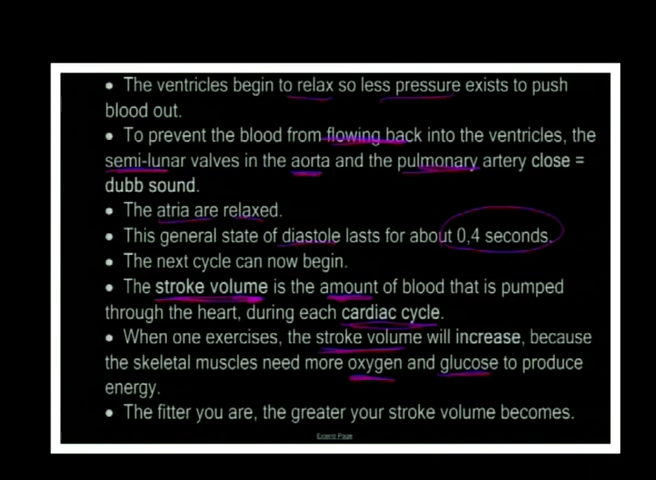 • The ventricles begin to relax so less pressure exists to push
blood out.
• To prevent the blood from flowing back into the ventricles, the
semi-lunar valves in the aorta and the pulmonary artery close =
dubb sound.
• The atria are relaxed.
• This general state of diastole lasts for about 0,4 seconds.
• The next cycle can now begin.
• The stroke volume is the amount of blood that is pumped
through the heart, during each cardiac cycle.
• When one exercises, the stroke volume will increase, because
the skeletal muscles need more oxygen and glucose to produce
energy.
• The fitter you are, the greater your stroke volume becomes.
Extend Page